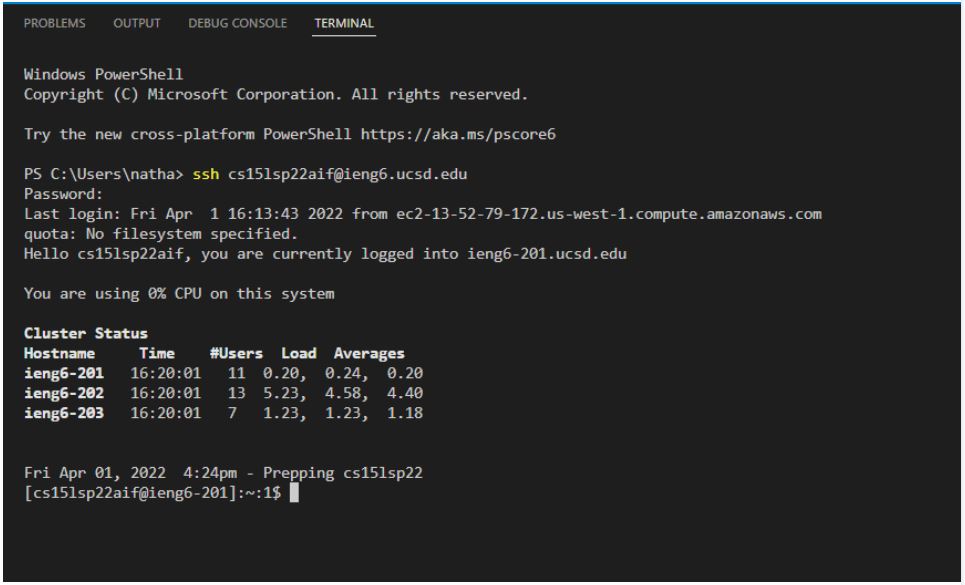 PROBLEMS OUTPUT DEBUG CONSOLE TERMINAL
Windows PowerShell
Copyright (C) Microsoft Corporation. All rights reserved.
Try the new cross-platform PowerShell https://aka.ms/pscore6
PS C:\Users\natha> ssh cs15lsp22aif@ieng6.ucsd.edu
Password:
Last login: Fri Apr  1 16:13:43 2022 from ec2-13-52-79-172.us-west-1.compute.amazonaws.com
quota: No filesystem specified.
Hello cs15lsp22aif, you are currently logged into ieng6-201.ucsd.edu
You are using 0% CPU on this system
Cluster Status
Hostname     Time    #Users  Load  Averages
ieng6-201   16:20:01   11  0.20,  0.24,  0.20
ieng6-202   16:20:01   13  5.23,  4.58,  4.40
ieng6-203   16:20:01   7   1.23,  1.23,  1.18
Fri Apr 01, 2022  4:24pm - Prepping cs15lsp22
[cs15lsp22aif@ieng6-201]:~:1$